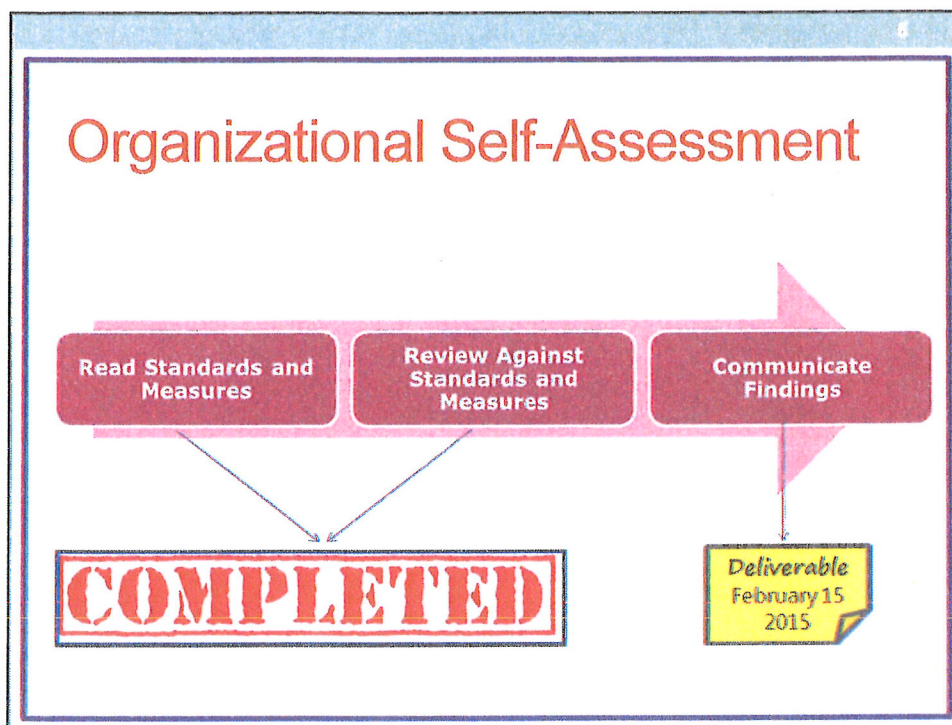 Organizational Self-Assessment
Read Standards and
Measures
Review Against
Standards and
Measures
Communicate
Findings
COMPLETED
Deliverable
February 15
2015